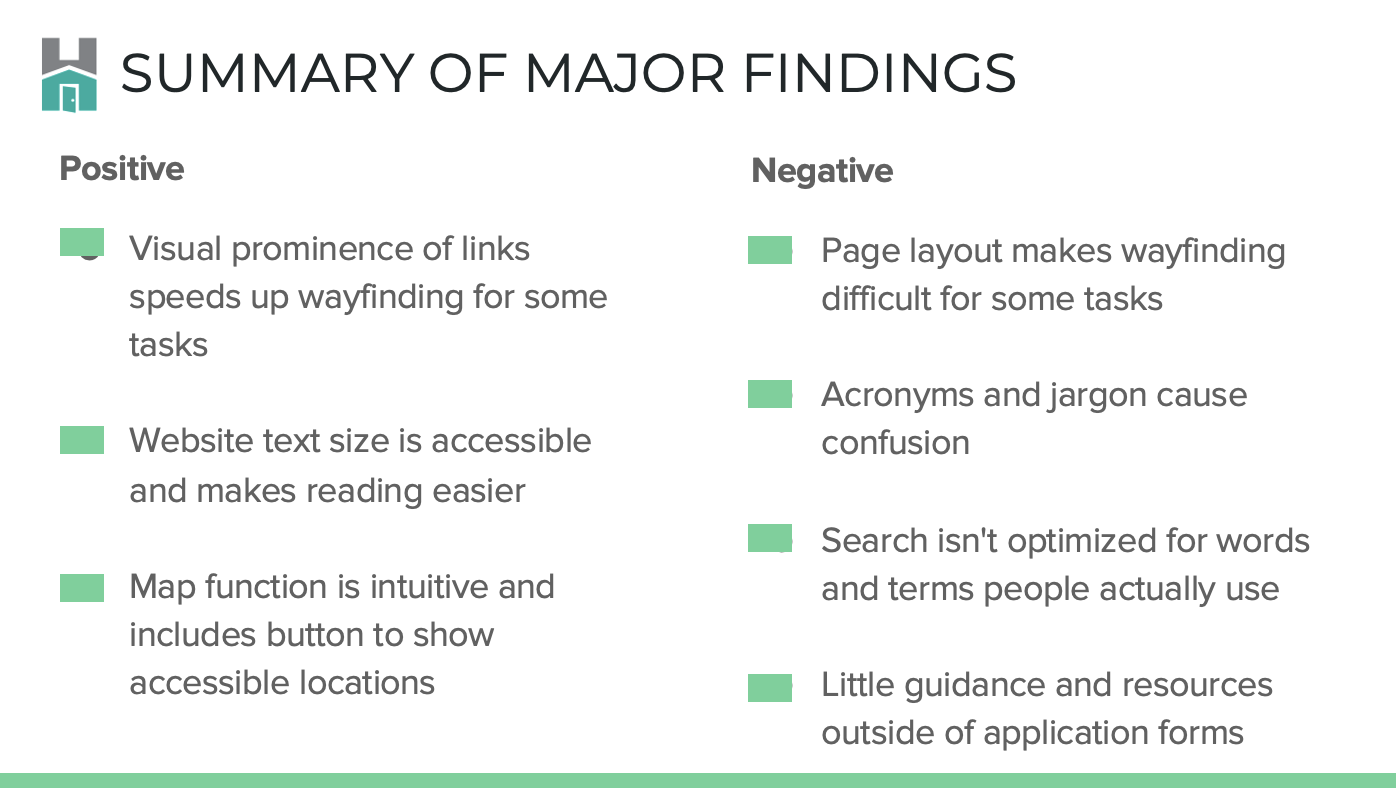 SUMMARY OF MAJOR FINDINGS
Positive
Visual prominence of links
speeds up wayfinding for some
tasks
Website text size is accessible
and makes reading easier
Map function is intuitive and
includes button to show
accessible locations
Negative
Page layout makes wayfinding
difficult for some tasks
Acronyms and jargon cause
confusion
Search isn't optimized for words
and terms people actually use
Little guidance and resources
outside of application forms